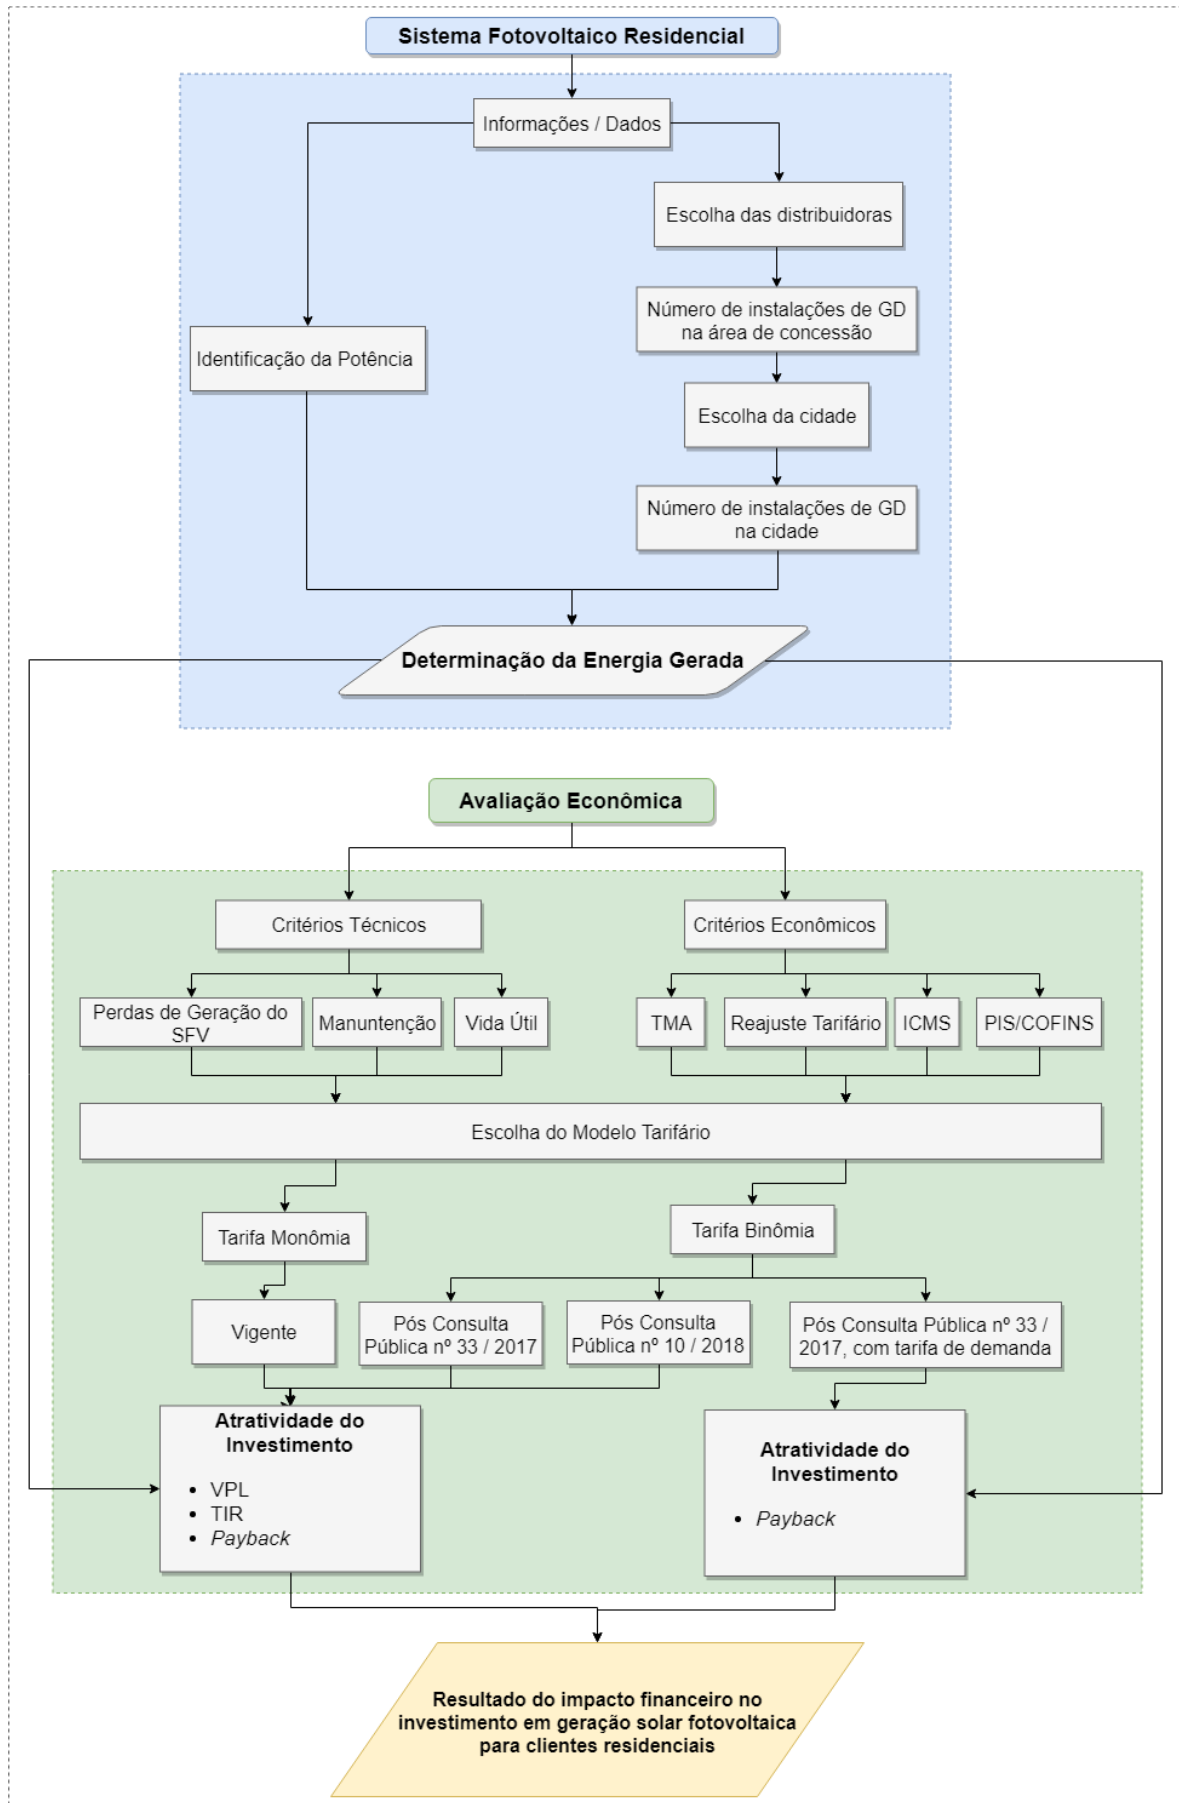 Sistema Fotovoltaico Residencial
Informações / Dados
Escolha das distribuidoras
Número de instalações de GD
na área de concessão
Identificação da Potência
Escolha da cidade
Número de instalações de GD
na cidade
Determinação da Energia Gerada
Avaliação Econômica
Critérios Técnicos
Critérios Econômicos
Perdas de Geração do
SFV
Manuntenção
Vida Útil
TMA
Reajuste Tarifário
ICMS
PIS/COFINS
Escolha do Modelo Tarifário
Tarifa Monômia
Tarifa Binômia
Vigente
Pós Consulta
Pública nº 33 / 2017
Pós Consulta
Pública nº 10 / 2018
Pós Consulta Pública nº 33 /
2017, com tarifa de demanda
Atratividade do
Investimento
• VPL
• TIR
• Payback
Atratividade do
Investimento
• Payback
Resultado do impacto financeiro no
investimento em geração solar fotovoltaica
para clientes residenciais